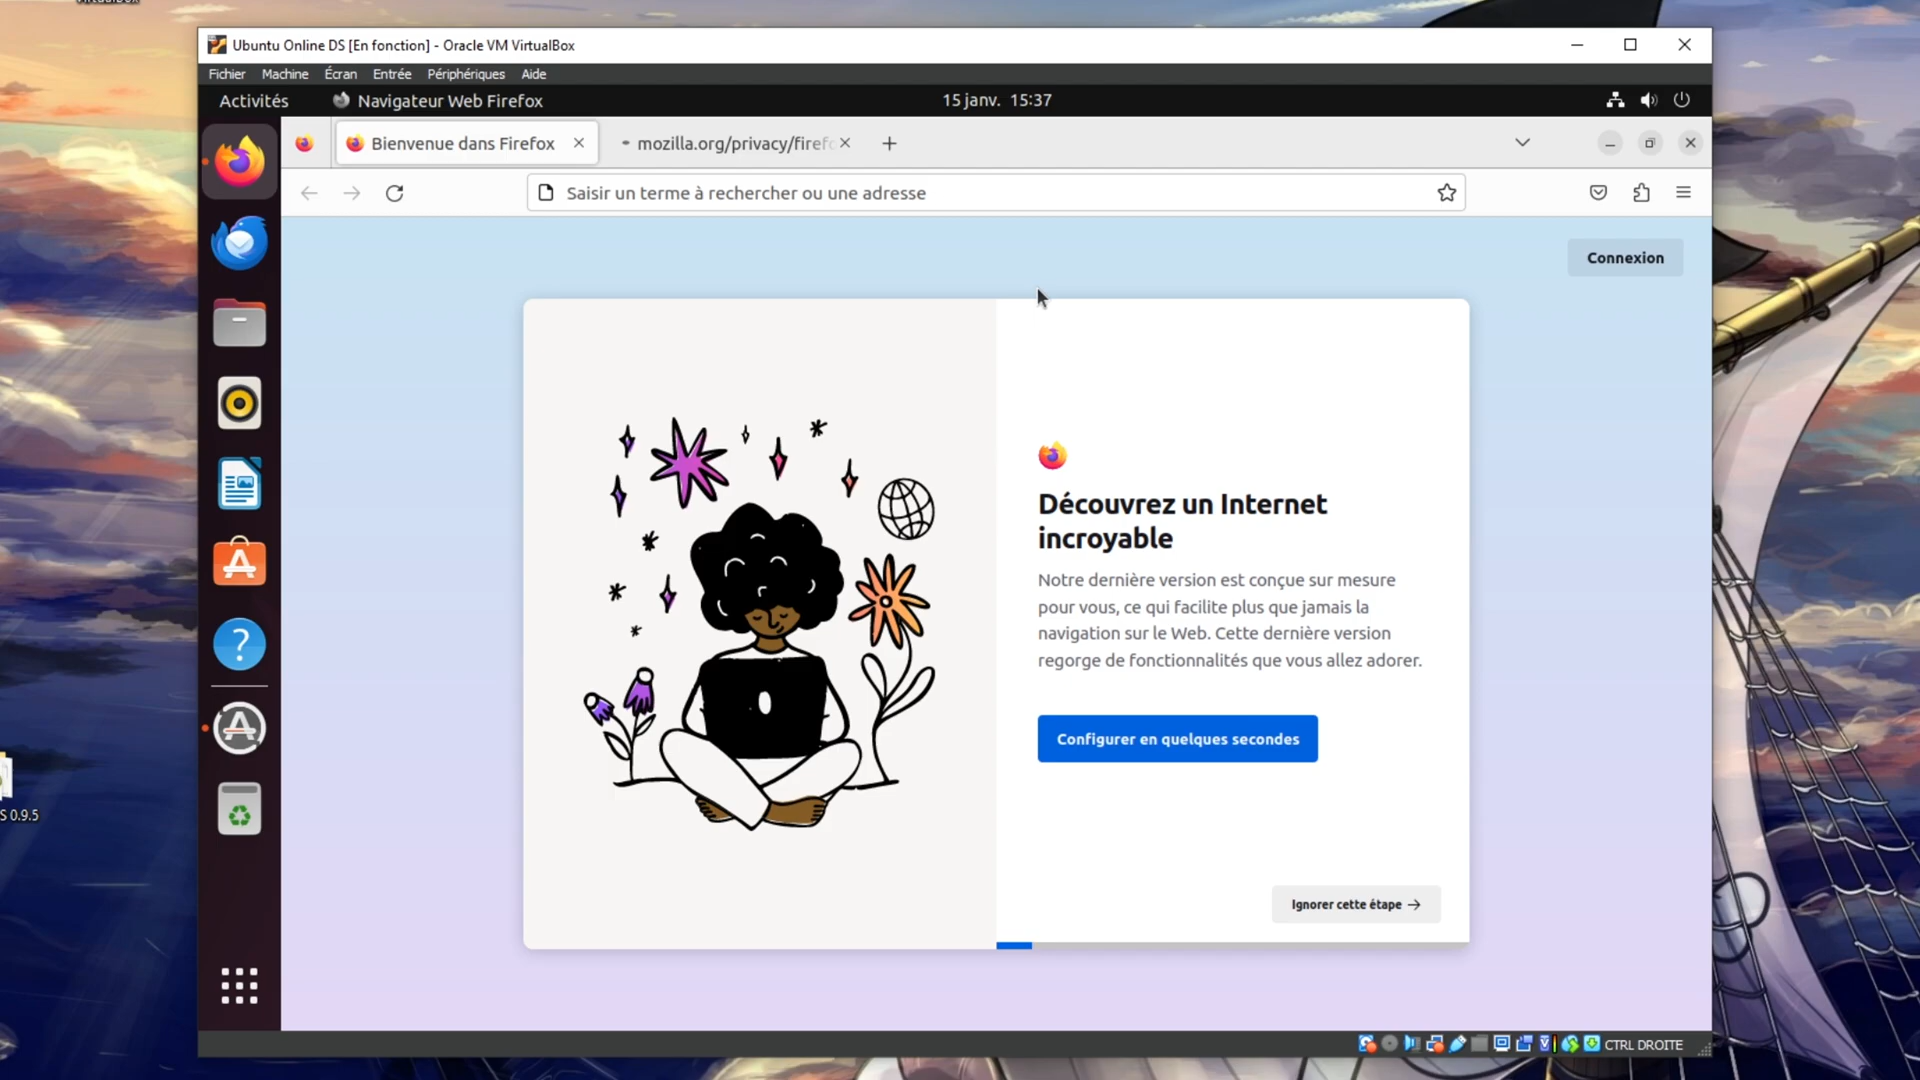 Ubuntu Online DS [En fonction] - Oracle VM VirtualBox
Fichier Machine Écran Entrée Périphériques Aide
Activités Navigateur Web Firefox 15 janv. 15:37
Bienvenue dans Firefox mozilla.org/privacy/firef
Saisir un terme à rechercher ou une adresse
Connexion
Découvrez un Internet
incroyable
Notre dernière version est conçue sur mesure
pour vous, ce qui facilite plus que jamais la
navigation sur le Web. Cette dernière version
regorge de fonctionnalités que vous allez adorer.
Configurer en quelques secondes
S 0.9.5
Ignorer cette étape →
CTRL DROITE